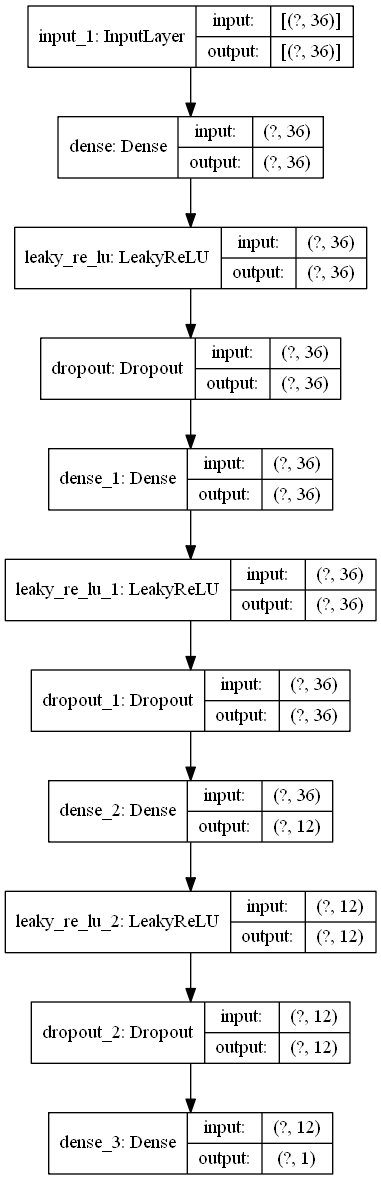 input_1: InputLayer
input: [(?, 36)]
output: [(?, 36)]
dense: Dense
input: (?, 36)
output: (?, 36)
leaky_re_lu: LeakyReLU
input: (?, 36)
output: (?, 36)
dropout: Dropout
input: (?, 36)
output: (?, 36)
dense_1: Dense
input: (?, 36)
output: (?, 36)
leaky_re_lu_1: LeakyReLU
input: (?, 36)
output: (?, 36)
dropout_1: Dropout
input: (?, 36)
output: (?, 36)
dense_2: Dense
input: (?, 36)
output: (?, 12)
leaky_re_lu_2: LeakyReLU
input: (?, 12)
output: (?, 12)
dropout_2: Dropout
input: (?, 12)
output: (?, 12)
dense_3: Dense
input: (?, 12)
output: (?, 1)